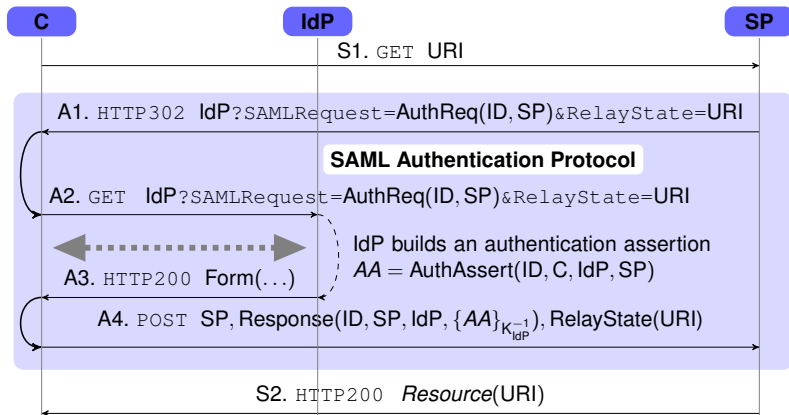 C IdP SP
S1. GET URI
A1. HTTP302 IdP?SAMLRequest=AuthReq(ID, SP)&RelayState=URI
SAML Authentication Protocol
A2. GET IdP?SAMLRequest=AuthReq(ID, SP)&RelayState=URI
IdP builds an authentication assertion
AA = AuthAssert(ID, C, IdP, SP)
A3. HTTP200 Form(...)
A4. POST SP, Response(ID, SP, IdP, {AA}K⁻¹IdP), RelayState(URI)
S2. HTTP200 Resource(URI)